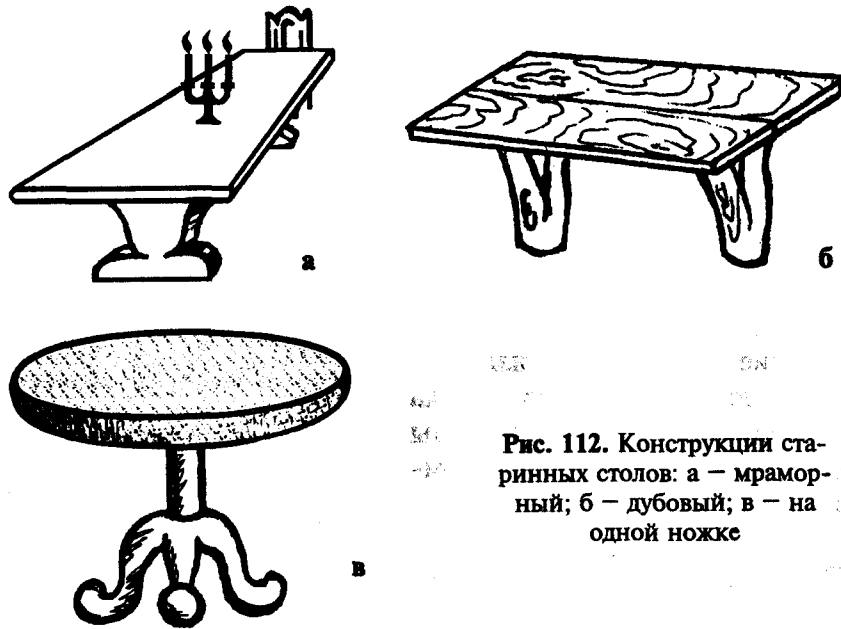 а
б
в
Рис. 112. Конструкции ста-
ринных столов: а — мрамор-
ный; б — дубовый; в — на
одной ножке